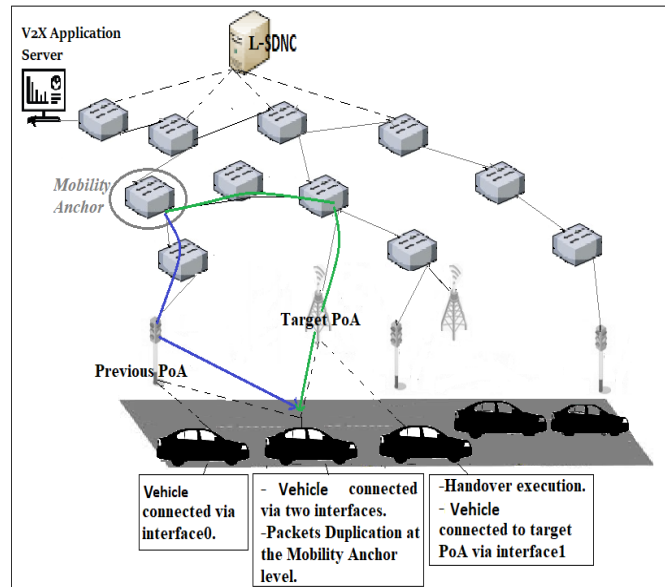 V2X Application
Server
L-SDNC
Mobility
Anchor
Target PoA
Previous PoA
Vehicle
connected via
interface0.
- Vehicle connected
via two interfaces.
-Packets Duplication at
the Mobility Anchor
level.
-Handover execution.
- Vehicle
connected to target
PoA via interface1